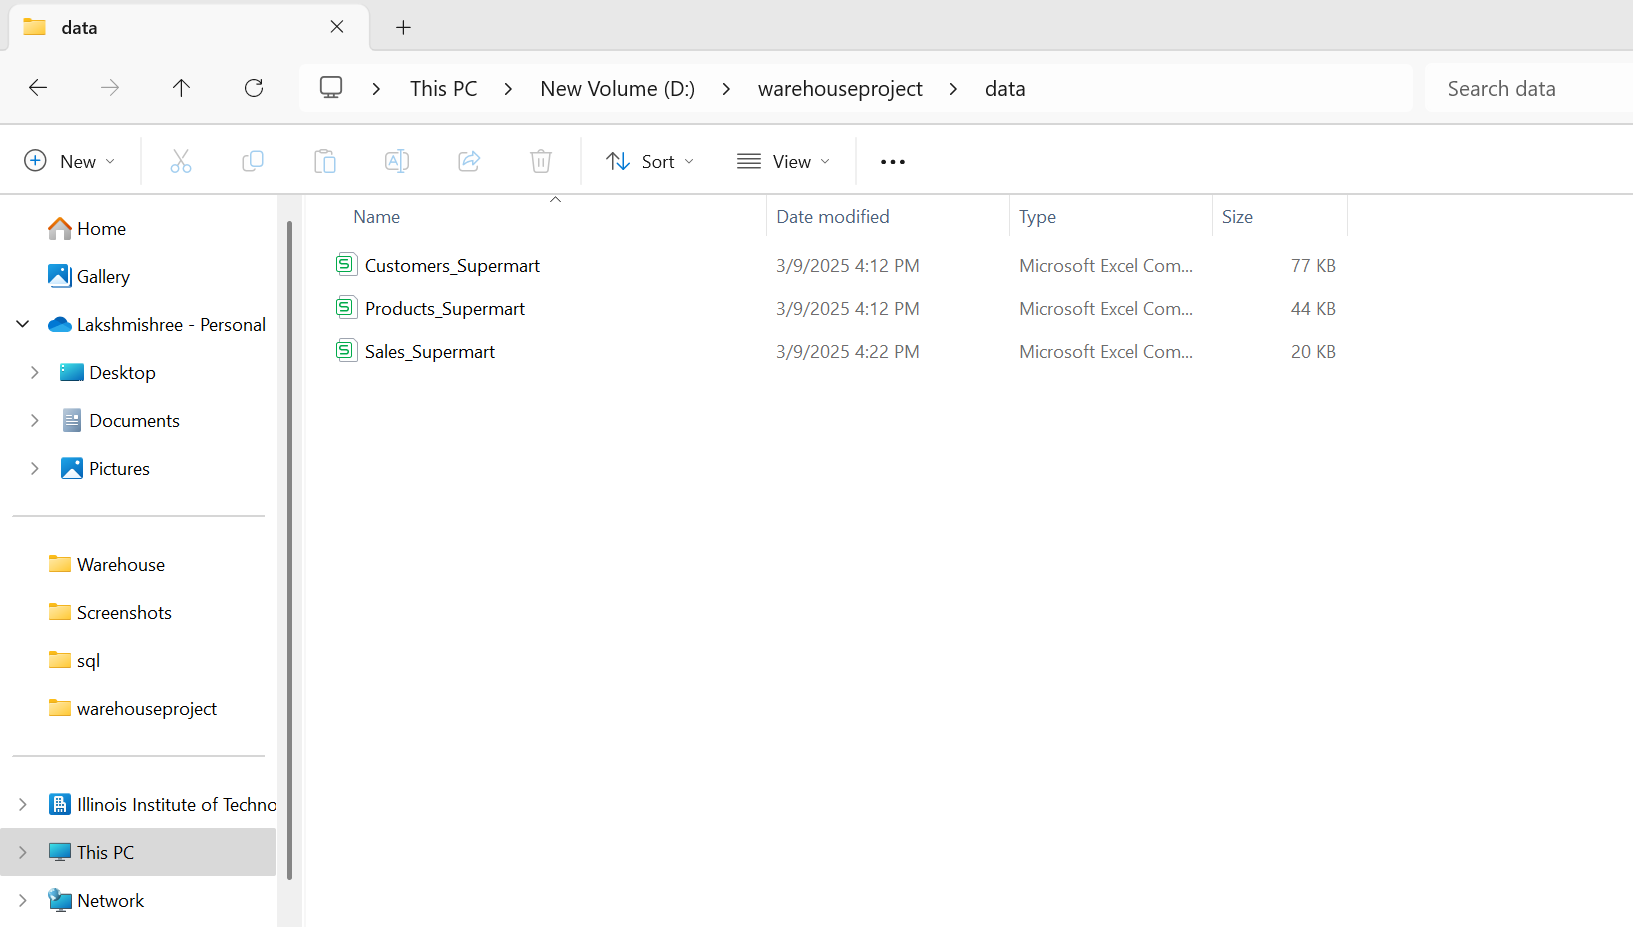 data
This PC > New Volume (D:) > warehouseproject > data
Search data
New
Sort
View
Home
Gallery
Lakshmishree - Personal
Desktop
Documents
Pictures
Warehouse
Screenshots
sql
warehouseproject
Illinois Institute of Techno
This PC
Network
Name Date modified Type Size
Customers_Supermart 3/9/2025 4:12 PM Microsoft Excel Com... 77 KB
Products_Supermart 3/9/2025 4:12 PM Microsoft Excel Com... 44 KB
Sales_Supermart 3/9/2025 4:22 PM Microsoft Excel Com... 20 KB